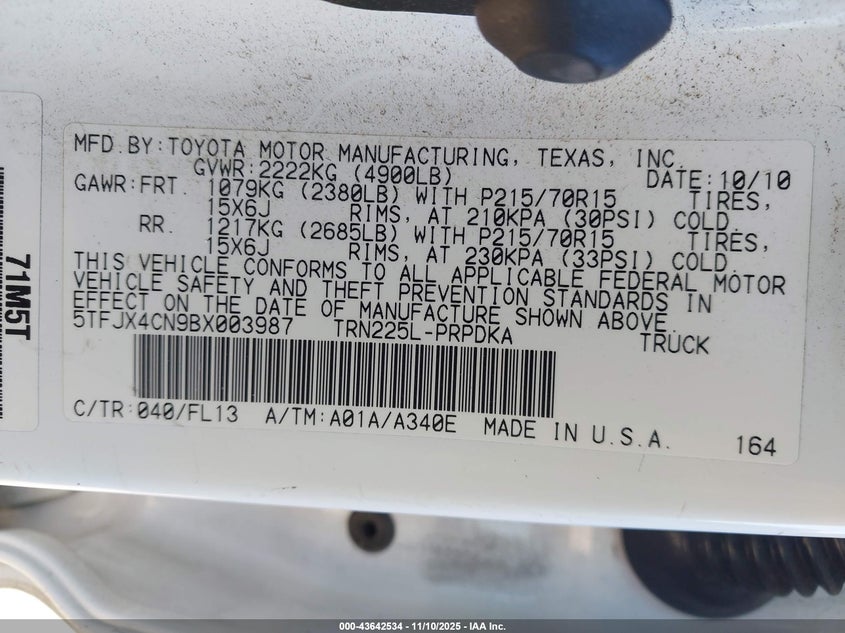 MFD. BY: TOYOTA MOTOR MANUFACTURING, TEXAS, INC.
GVWR: 2222KG (4900LB) DATE: 10/10
GAWR: FRT. 1079KG (2380LB) WITH P215/70R15 TIRES,
15X6J RIMS, AT 210KPA (30PSI) COLD.
RR. 1217KG (2685LB) WITH P215/70R15 TIRES,
15X6J RIMS, AT 230KPA (33PSI) COLD.
THIS VEHICLE CONFORMS TO ALL APPLICABLE FEDERAL MOTOR
VEHICLE SAFETY AND THEFT PREVENTION STANDARDS IN
EFFECT ON THE DATE OF MANUFACTURE SHOWN ABOVE.
5TFJX4CN9BX003987 TRN225L-PRPDKA TRUCK
C/TR: 040/FL13 A/TM: A01A/A340E MADE IN U.S.A. 164
71M5T
000-43642534 — 11/10/2025 — IAA Inc.